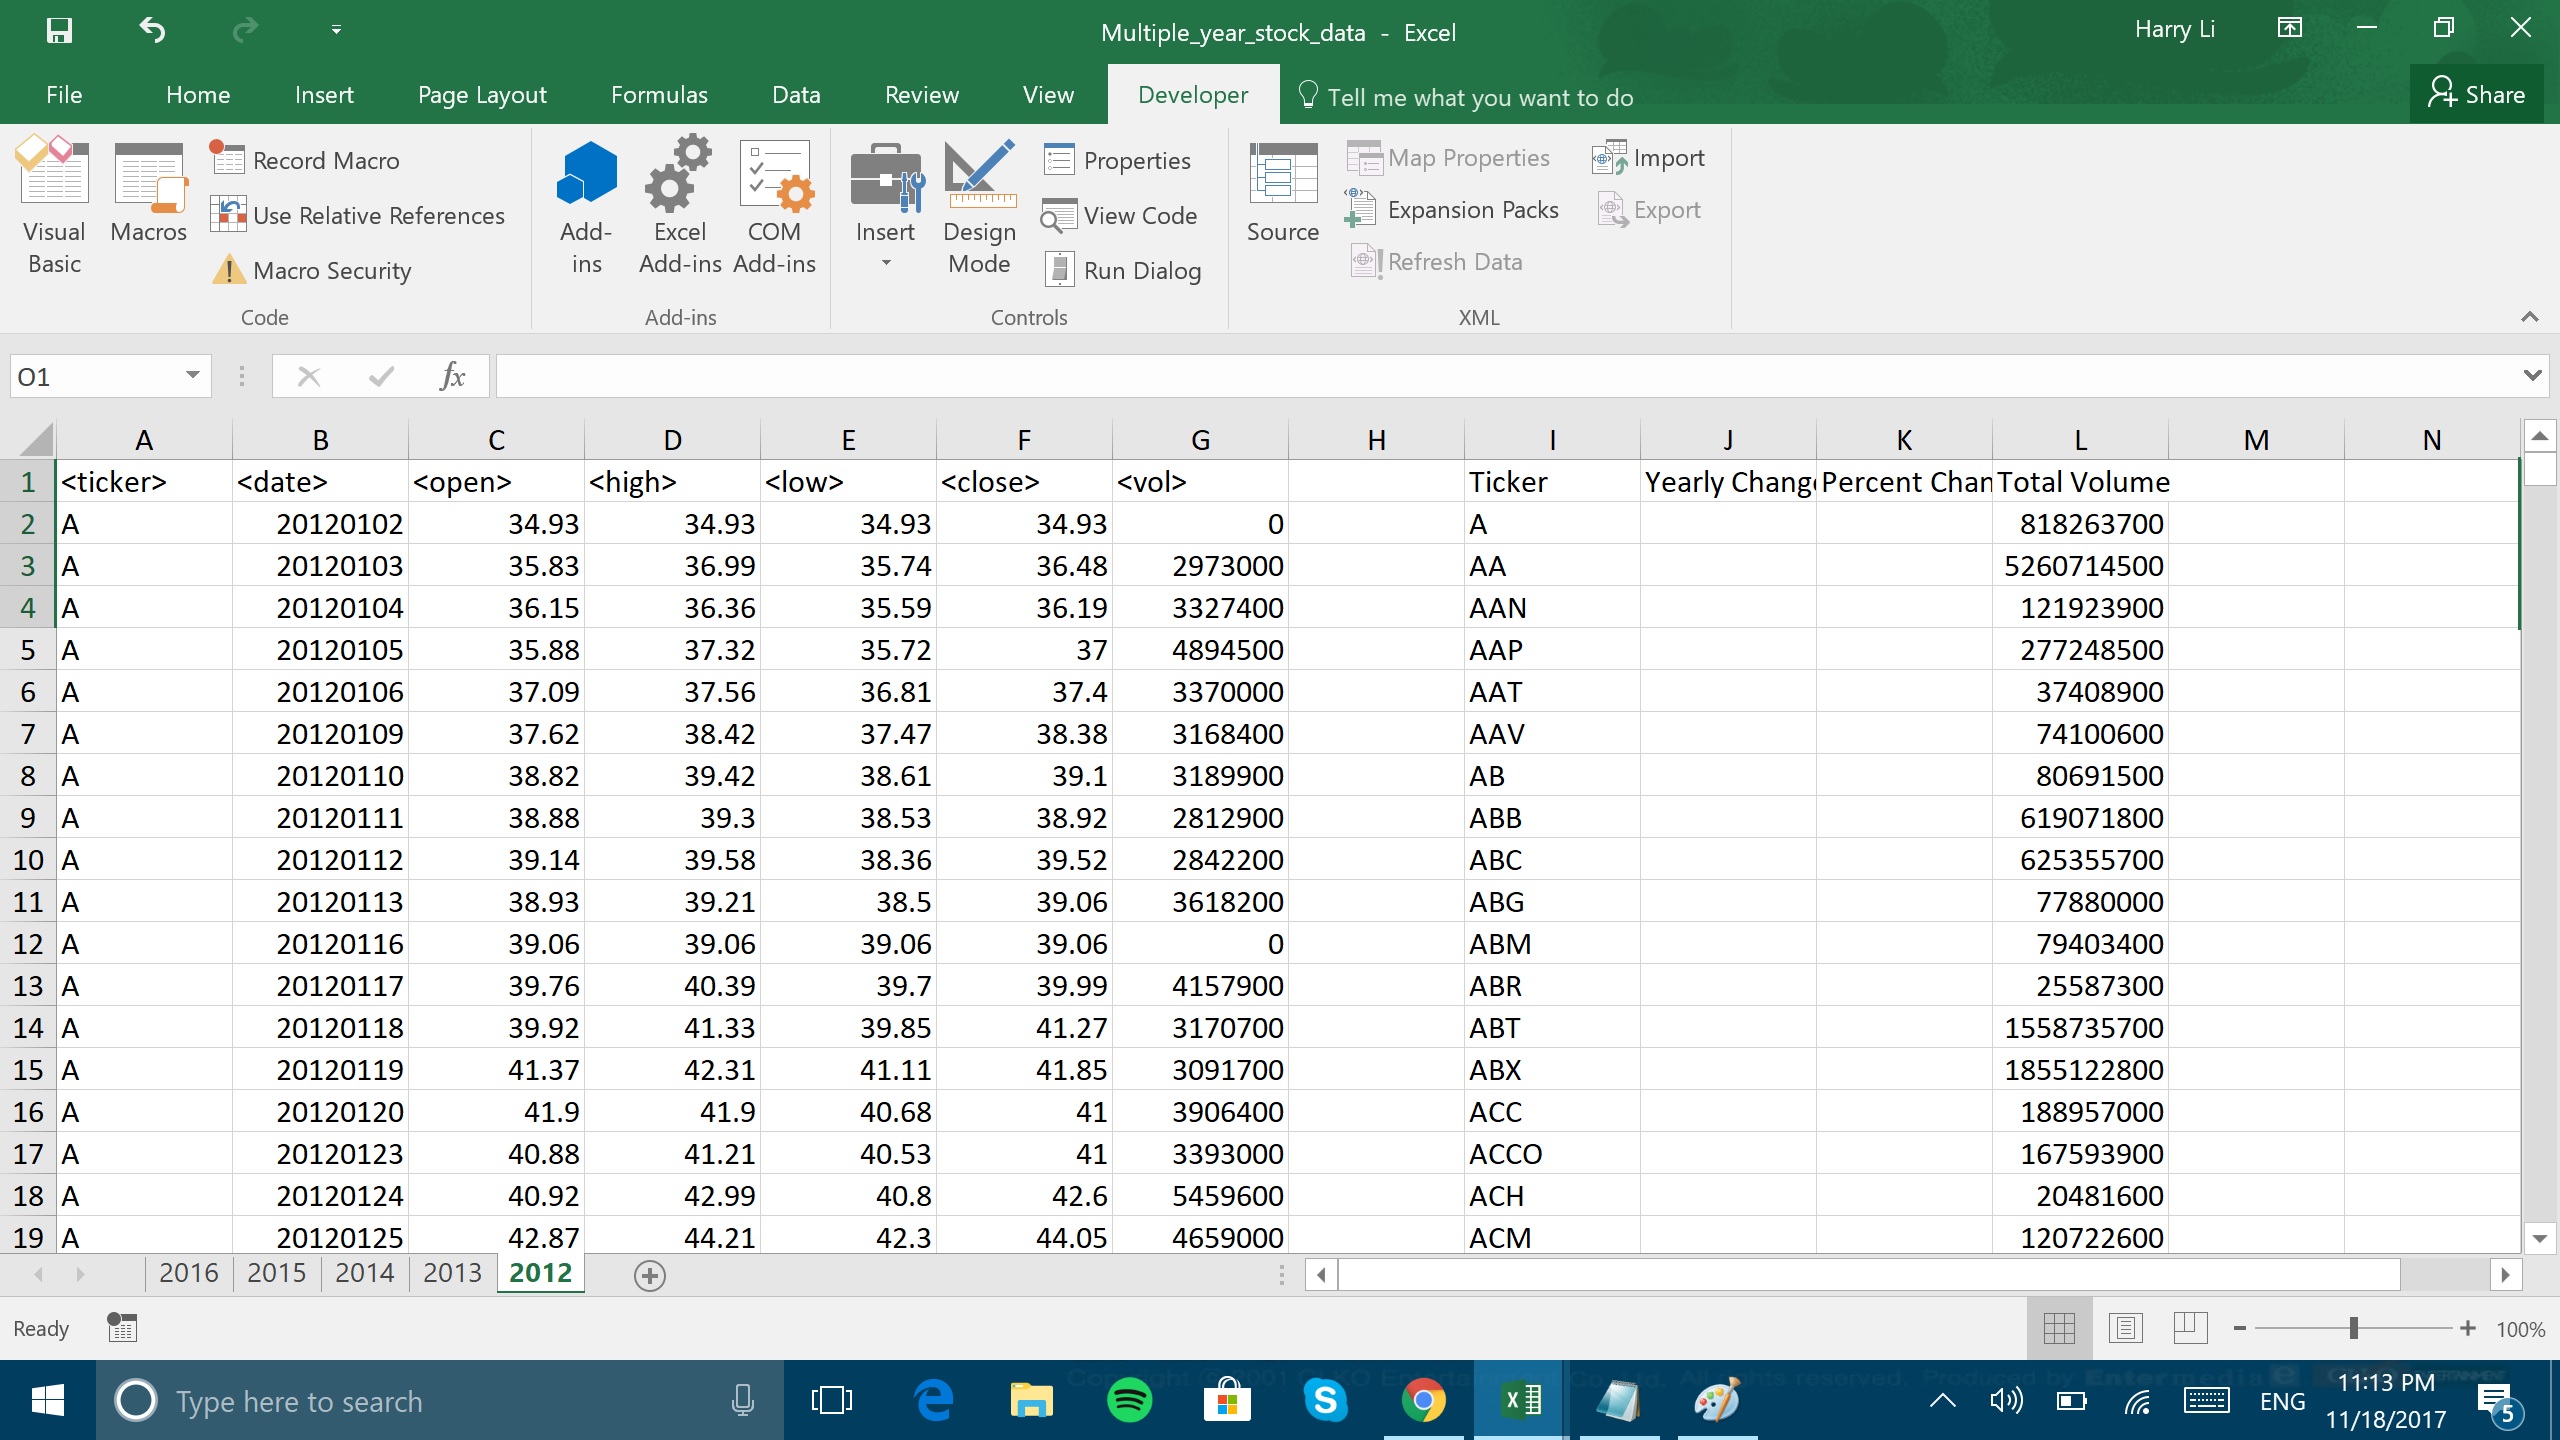 Multiple_year_stock_data - Excel
Harry Li
File Home Insert Page Layout Formulas Data Review View Developer Tell me what you want to do Share
Visual Basic
Macros
Record Macro
Use Relative References
Macro Security
Code
Add-ins
Excel Add-ins
COM Add-ins
Add-ins
Insert
Design Mode
Properties
View Code
Run Dialog
Controls
Source
Map Properties
Expansion Packs
Refresh Data
Import
Export
XML
O1 fx
A B C D E F G H I J K L M N
1 <ticker> <date> <open> <high> <low> <close> <vol> Ticker Yearly Change Percent Chan Total Volume
2 A 20120102 34.93 34.93 34.93 34.93 0 A 818263700
3 A 20120103 35.83 36.99 35.74 36.48 2973000 AA 5260714500
4 A 20120104 36.15 36.36 35.59 36.19 3327400 AAN 121923900
5 A 20120105 35.88 37.32 35.72 37 4894500 AAP 277248500
6 A 20120106 37.09 37.56 36.81 37.4 3370000 AAT 37408900
7 A 20120109 37.62 38.42 37.47 38.38 3168400 AAV 74100600
8 A 20120110 38.82 39.42 38.61 39.1 3189900 AB 80691500
9 A 20120111 38.88 39.3 38.53 38.92 2812900 ABB 619071800
10 A 20120112 39.14 39.58 38.36 39.52 2842200 ABC 625355700
11 A 20120113 38.93 39.21 38.5 39.06 3618200 ABG 77880000
12 A 20120116 39.06 39.06 39.06 39.06 0 ABM 79403400
13 A 20120117 39.76 40.39 39.7 39.99 4157900 ABR 25587300
14 A 20120118 39.92 41.33 39.85 41.27 3170700 ABT 1558735700
15 A 20120119 41.37 42.31 41.11 41.85 3091700 ABX 1855122800
16 A 20120120 41.9 41.9 40.68 41 3906400 ACC 188957000
17 A 20120123 40.88 41.21 40.53 41 3393000 ACCO 167593900
18 A 20120124 40.92 42.99 40.8 42.6 5459600 ACH 20481600
19 A 20120125 42.87 44.21 42.3 44.05 4659000 ACM 120722600
2016 2015 2014 2013 2012
Ready 100%
Type here to search
ENG
11:13 PM
11/18/2017
5